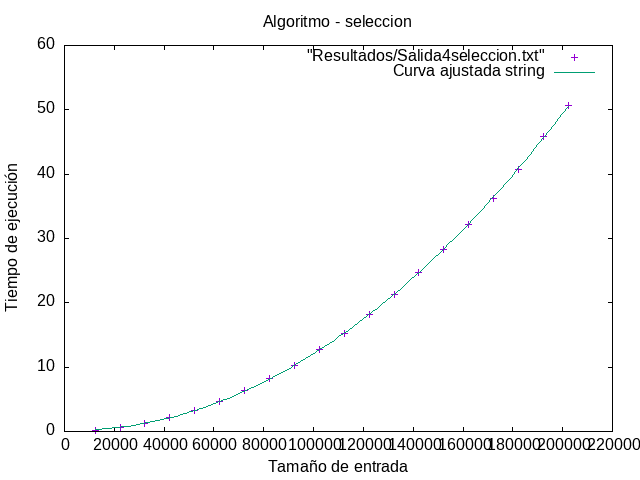 Algoritmo - seleccion
"Resultados/Salida4seleccion.txt"
Curva ajustada string
Tiempo de ejecución
60
50
40
30
20
10
0
0 20000 40000 60000 80000 100000 120000 140000 160000 180000 200000 220000
Tamaño de entrada